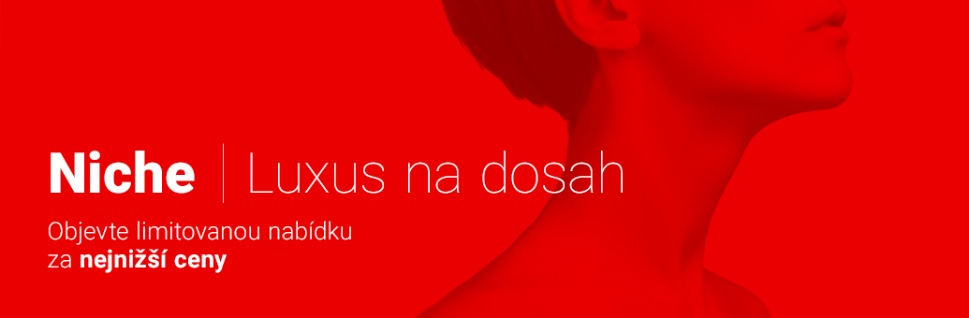 Niche | Luxus na dosah
Objevte limitovanou nabídku
za nejnižší ceny